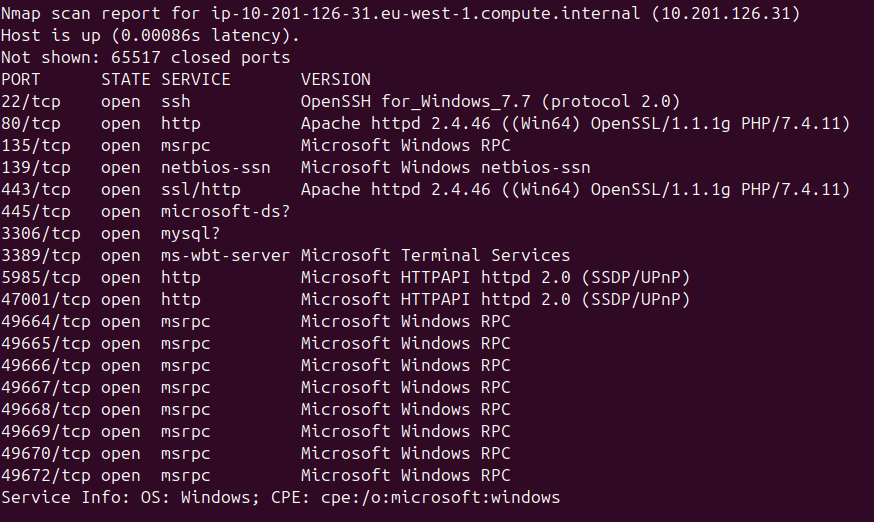 Nmap scan report for ip-10-201-126-31.eu-west-1.compute.internal (10.201.126.31)
Host is up (0.00086s latency).
Not shown: 65517 closed ports
PORT      STATE SERVICE       VERSION
22/tcp    open  ssh           OpenSSH for_Windows_7.7 (protocol 2.0)
80/tcp    open  http          Apache httpd 2.4.46 ((Win64) OpenSSL/1.1.1g PHP/7.4.11)
135/tcp   open  msrpc         Microsoft Windows RPC
139/tcp   open  netbios-ssn   Microsoft Windows netbios-ssn
443/tcp   open  ssl/http      Apache httpd 2.4.46 ((Win64) OpenSSL/1.1.1g PHP/7.4.11)
445/tcp   open  microsoft-ds?
3306/tcp  open  mysql?
3389/tcp  open  ms-wbt-server Microsoft Terminal Services
5985/tcp  open  http          Microsoft HTTPAPI httpd 2.0 (SSDP/UPnP)
47001/tcp open  http          Microsoft HTTPAPI httpd 2.0 (SSDP/UPnP)
49664/tcp open  msrpc         Microsoft Windows RPC
49665/tcp open  msrpc         Microsoft Windows RPC
49666/tcp open  msrpc         Microsoft Windows RPC
49667/tcp open  msrpc         Microsoft Windows RPC
49668/tcp open  msrpc         Microsoft Windows RPC
49669/tcp open  msrpc         Microsoft Windows RPC
49670/tcp open  msrpc         Microsoft Windows RPC
49672/tcp open  msrpc         Microsoft Windows RPC
Service Info: OS: Windows; CPE: cpe:/o:microsoft:windows